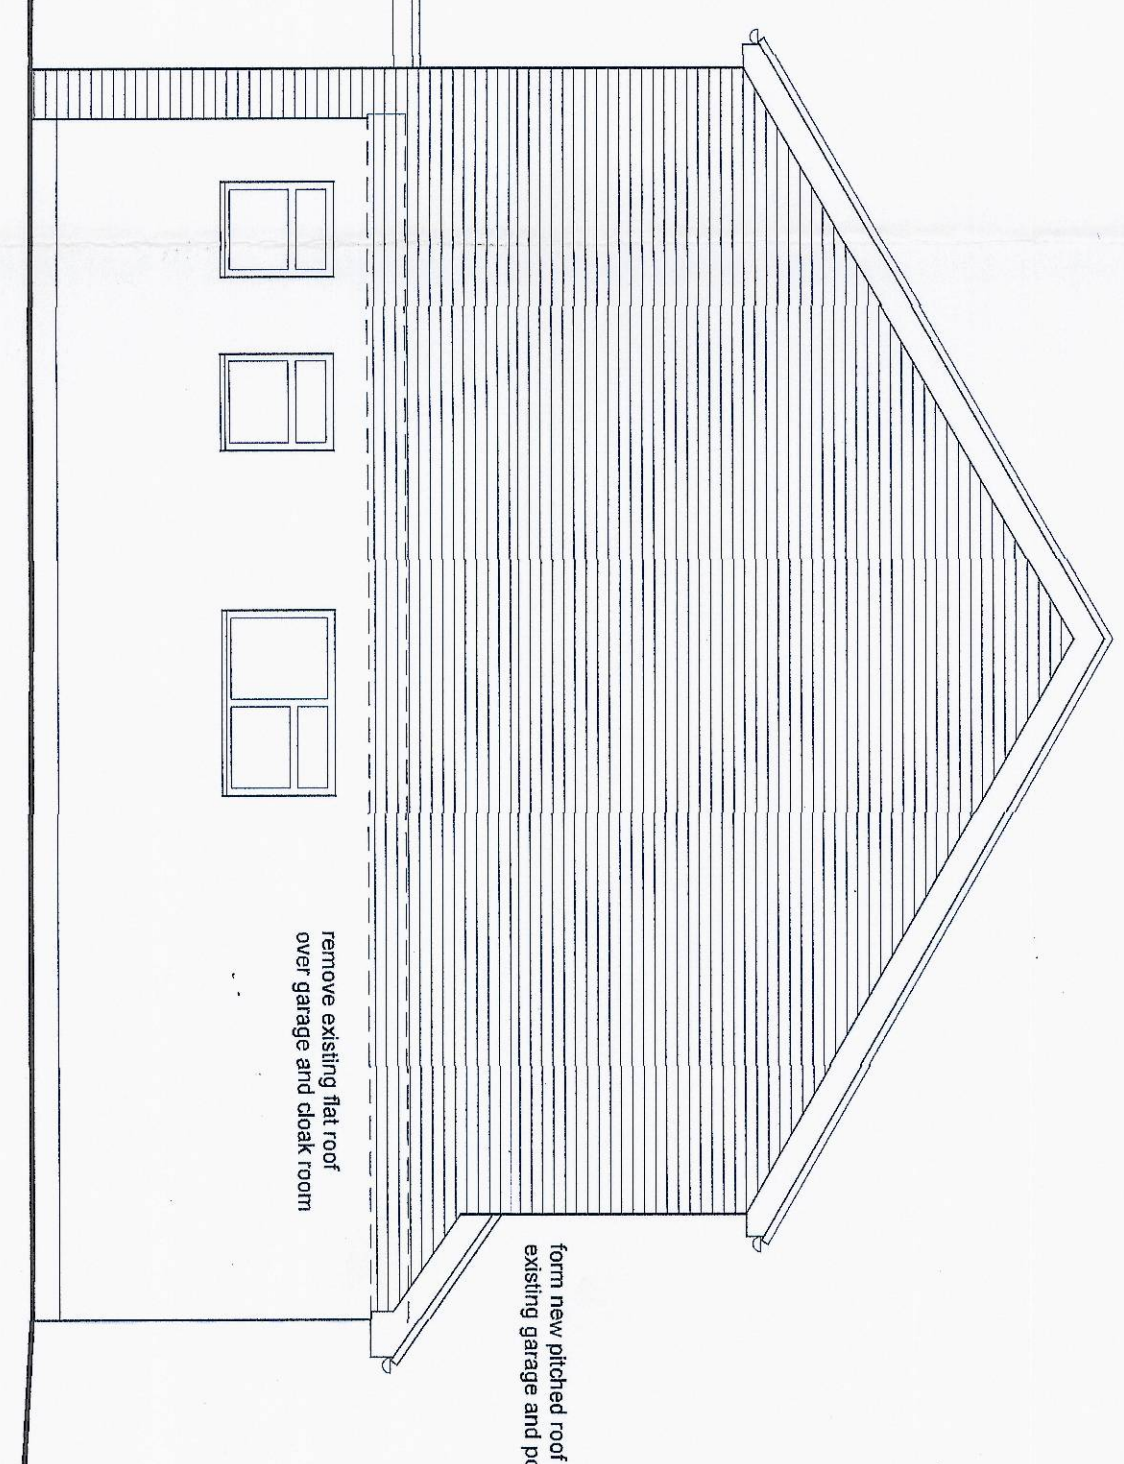 remove existing flat roof
over garage and cloak room
form new pitched roof
existing garage and